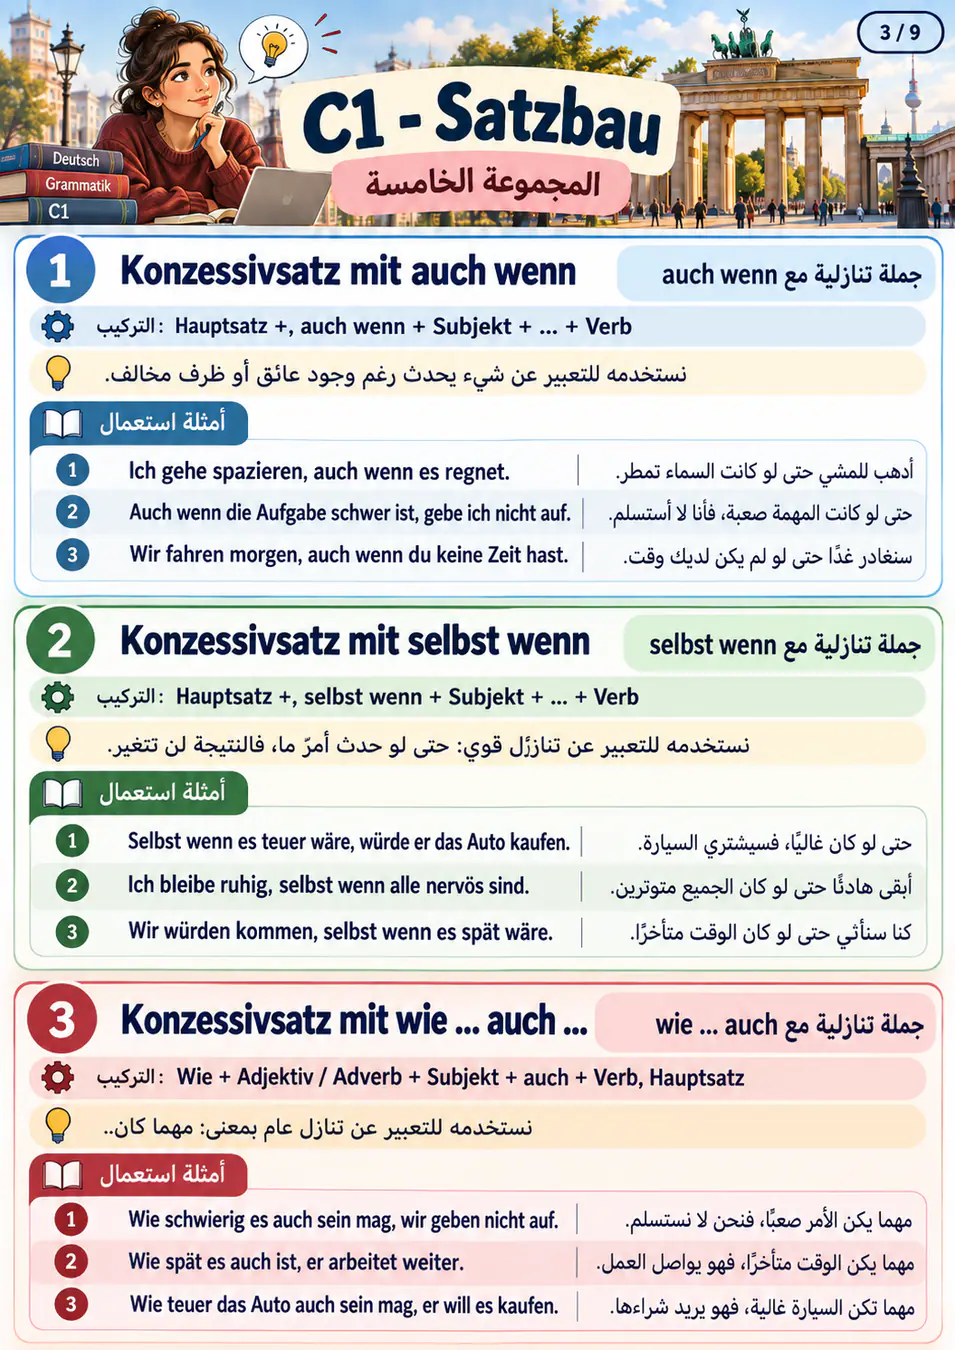 3 / 9
C1 - Satzbau
المجموعة الخامسة
Deutsch
Grammatik
C1
1 Konzessivsatz mit auch wenn
جملة تنازلية مع auch wenn
التركيب: Hauptsatz +, auch wenn + Subjekt + ... + Verb
نستخدمه للتعبير عن شيء يحدث رغم وجود عائق أو ظرف مخالف.
أمثلة استعمال
1 Ich gehe spazieren, auch wenn es regnet. | أذهب للمشي حتى لو كانت السماء تمطر.
2 Auch wenn die Aufgabe schwer ist, gebe ich nicht auf. | حتى لو كانت المهمة صعبة، فأنا لا أستسلم.
3 Wir fahren morgen, auch wenn du keine Zeit hast. | سنغادر غدًا حتى لو لم يكن لديك وقت.
2 Konzessivsatz mit selbst wenn
جملة تنازلية مع selbst wenn
التركيب: Hauptsatz +, selbst wenn + Subjekt + ... + Verb
نستخدمه للتعبير عن تنازل قوي: حتى لو حدث أمرّ ما، فالنتيجة لن تتغير.
أمثلة استعمال
1 Selbst wenn es teuer wäre, würde er das Auto kaufen. | حتى لو كان غاليًا، فسيشتري السيارة.
2 Ich bleibe ruhig, selbst wenn alle nervös sind. | أبقى هادئًا حتى لو كان الجميع متوترين.
3 Wir würden kommen, selbst wenn es spät wäre. | كنا سنأتي حتى لو كان الوقت متأخرًا.
3 Konzessivsatz mit wie ... auch ...
جملة تنازلية مع wie ... auch
التركيب: Wie + Adjektiv / Adverb + Subjekt + auch + Verb, Hauptsatz
نستخدمه للتعبير عن تنازل عام بمعنى: مهما كان..
أمثلة استعمال
1 Wie schwierig es auch sein mag, wir geben nicht auf. | مهما يكن الأمر صعبًا، فنحن لا نستسلم.
2 Wie spät es auch ist, er arbeitet weiter. | مهما يكن الوقت متأخرًا، فهو يواصل العمل.
3 Wie teuer das Auto auch sein mag, er will es kaufen. | مهما تكن السيارة غالية، فهو يريد شراءها.